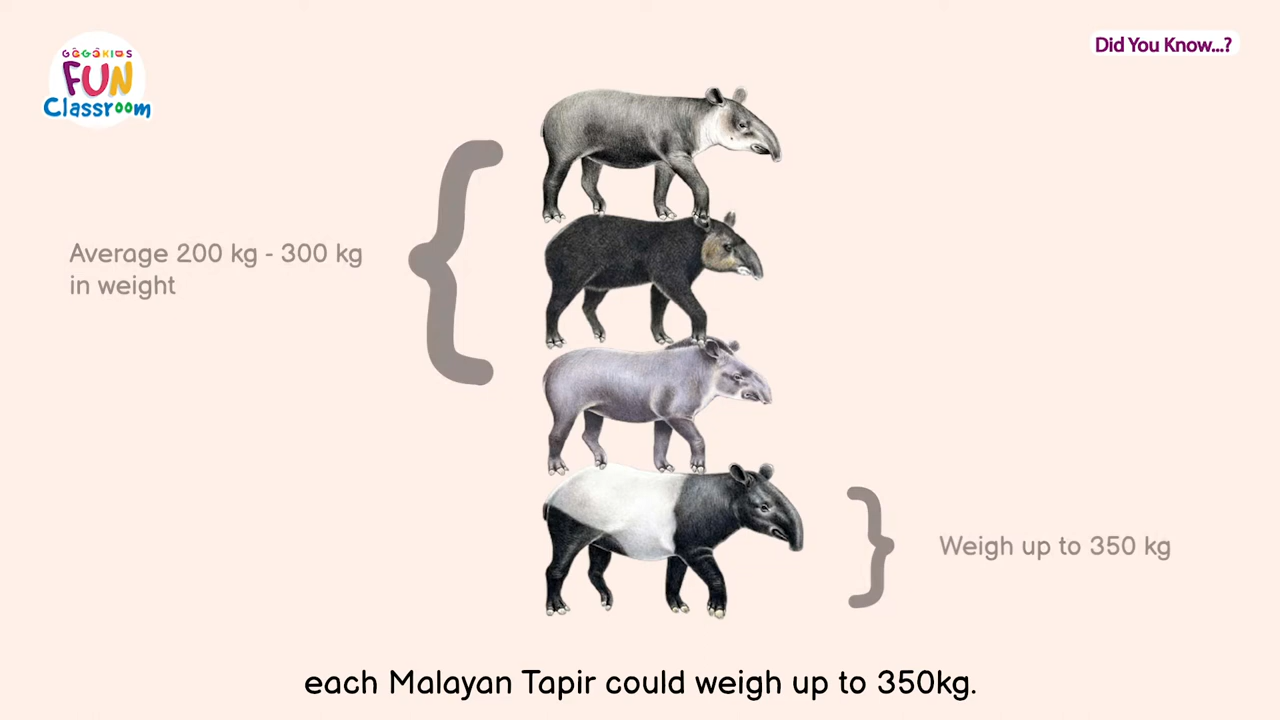 GOGOKIDS
FUN
Classroom
Did You Know...?
Average 200 kg - 300 kg
in weight
Weigh up to 350 kg
each Malayan Tapir could weigh up to 350kg.